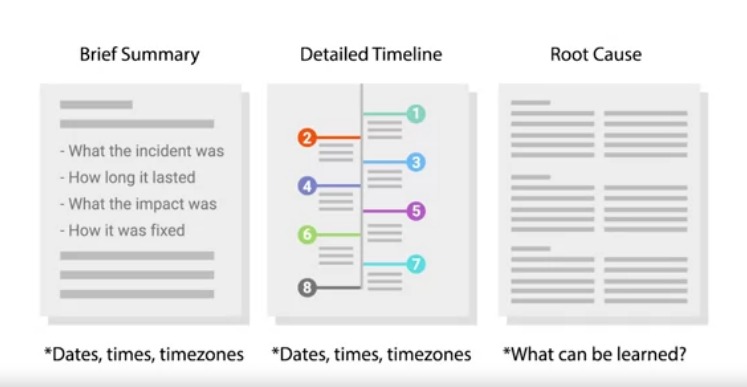 Brief Summary
- What the incident was
- How long it lasted
- What the impact was
- How it was fixed
*Dates, times, timezones
Detailed Timeline
1
2
3
4
5
6
7
8
*Dates, times, timezones
Root Cause
*What can be learned?